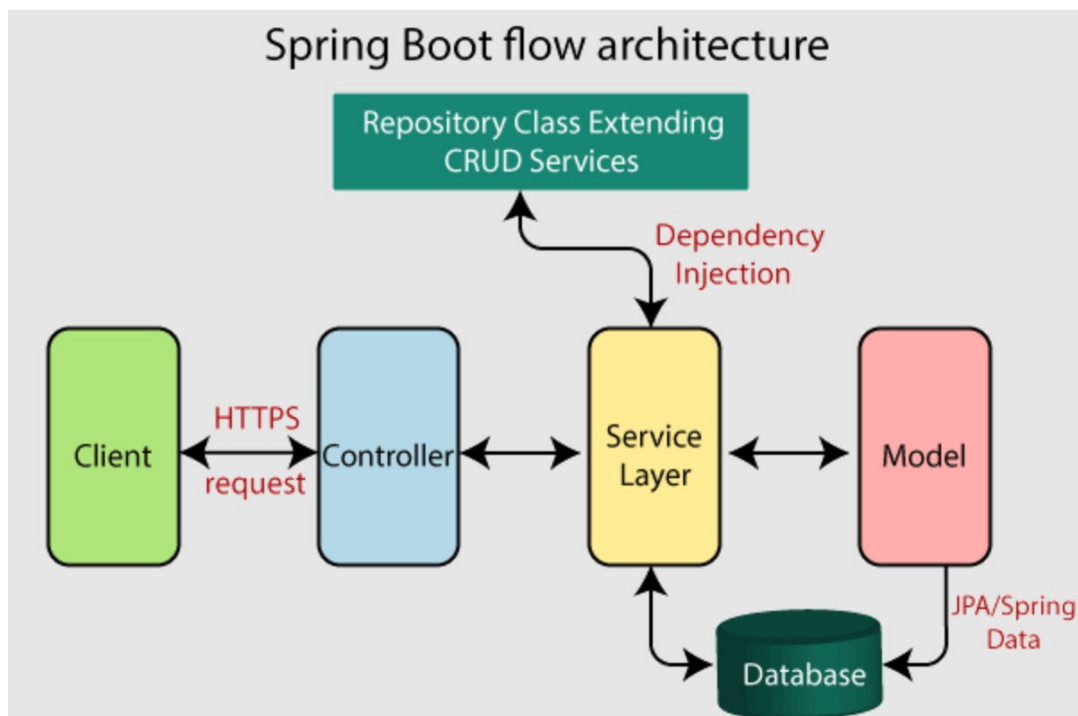 Spring Boot flow architecture
Repository Class Extending
CRUD Services
Dependency
Injection
Client
HTTPS
request
Controller
Service
Layer
Model
JPA/Spring
Data
Database